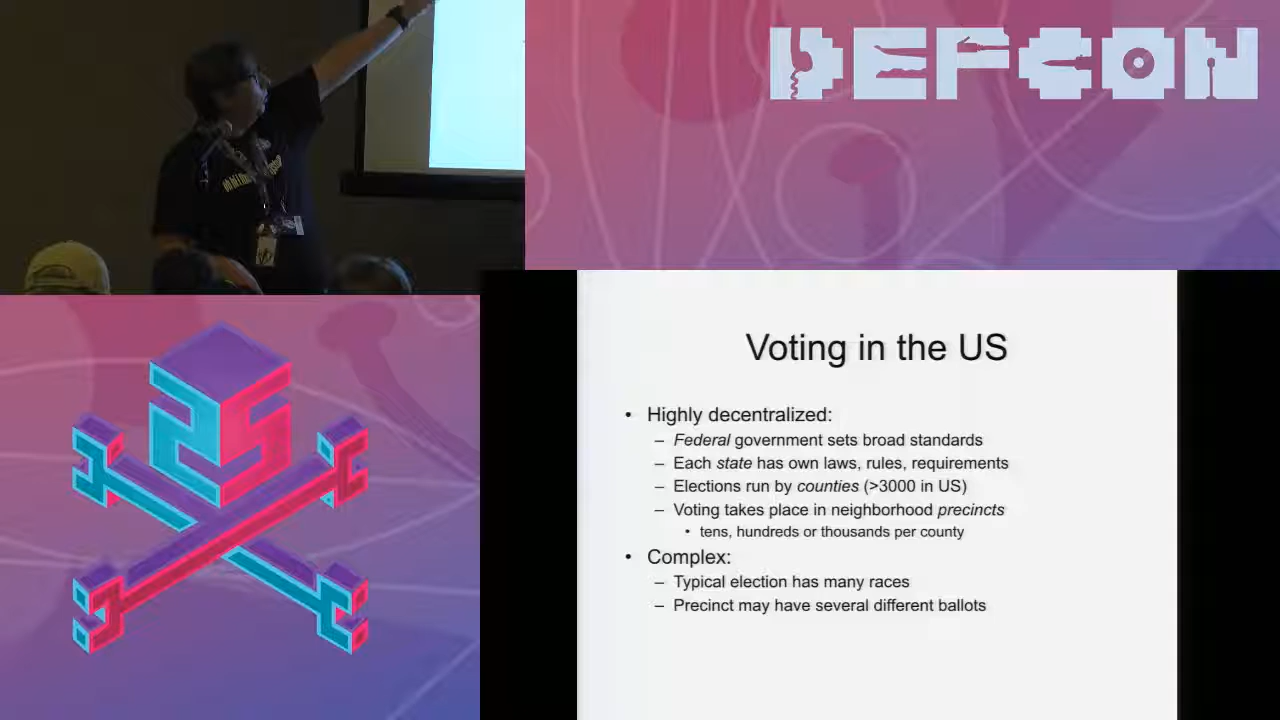 DEFCON
25
Voting in the US
• Highly decentralized:
– Federal government sets broad standards
– Each state has own laws, rules, requirements
– Elections run by counties (>3000 in US)
– Voting takes place in neighborhood precincts
• tens, hundreds or thousands per county
• Complex:
– Typical election has many races
– Precinct may have several different ballots